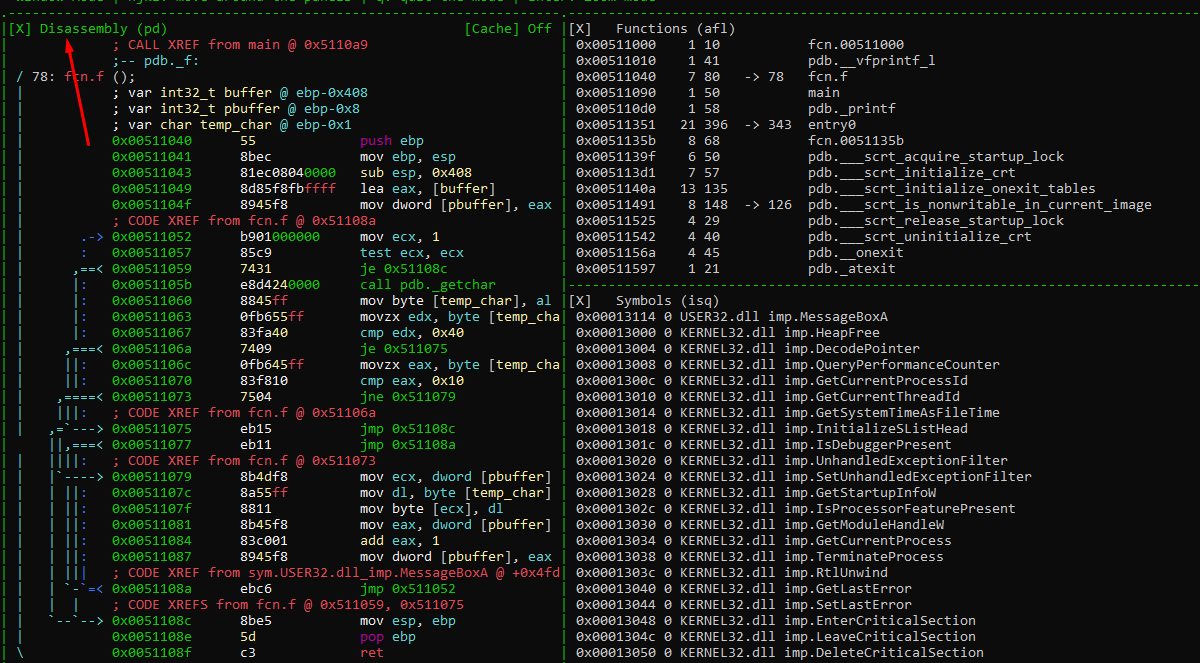 Window Mode | hjkl: move around the panels | q: quit the mode | Enter: Zoom mode
[X] Disassembly (pd) [Cache] Off
; CALL XREF from main @ 0x5110a9
;-- pdb._f:
/ 78: fcn.f ();
| ; var int32_t buffer @ ebp-0x408
| ; var int32_t pbuffer @ ebp-0x8
| ; var char temp_char @ ebp-0x1
| 0x00511040 55 push ebp
| 0x00511041 8bec mov ebp, esp
| 0x00511043 81ec08040000 sub esp, 0x408
| 0x00511049 8d85f8fbffff lea eax, [buffer]
| 0x0051104f 8945f8 mov dword [pbuffer], eax
| ; CODE XREF from fcn.f @ 0x51108a
| .-> 0x00511052 b901000000 mov ecx, 1
| : 0x00511057 85c9 test ecx, ecx
| ,==< 0x00511059 7431 je 0x51108c
| |: 0x0051105b e8d4240000 call pdb._getchar
| |: 0x00511060 8845ff mov byte [temp_char], al
| |: 0x00511063 0fb655ff movzx edx, byte [temp_cha
| |: 0x00511067 83fa40 cmp edx, 0x40
| ,===< 0x0051106a 7409 je 0x511075
| ||: 0x0051106c 0fb645ff movzx eax, byte [temp_cha
| ||: 0x00511070 83f810 cmp eax, 0x10
| ,====< 0x00511073 7504 jne 0x511079
| |||: ; CODE XREF from fcn.f @ 0x51106a
| ,=`---> 0x00511075 eb15 jmp 0x51108c
||,===< 0x00511077 eb11 jmp 0x51108a
| ||||: ; CODE XREF from fcn.f @ 0x511073
| |`----> 0x00511079 8b4df8 mov ecx, dword [pbuffer]
| | ||: 0x0051107c 8a55ff mov dl, byte [temp_char]
| | ||: 0x0051107f 8811 mov byte [ecx], dl
| | ||: 0x00511081 8b45f8 mov eax, dword [pbuffer]
| | ||: 0x00511084 83c001 add eax, 1
| | ||: 0x00511087 8945f8 mov dword [pbuffer], eax
| | ||| ; CODE XREF from sym.USER32.dll_imp.MessageBoxA @ +0x4fd
| | `-`=< 0x0051108a ebc6 jmp 0x511052
| | | ; CODE XREFS from fcn.f @ 0x511059, 0x511075
| `--`--> 0x0051108c 8be5 mov esp, ebp
| 0x0051108e 5d pop ebp
\ 0x0051108f c3 ret
[X] Functions (afl)
0x00511000 1 10 fcn.00511000
0x00511010 1 41 pdb.__vfprintf_l
0x00511040 7 80 -> 78 fcn.f
0x00511090 1 50 main
0x005110d0 1 58 pdb._printf
0x00511351 21 396 -> 343 entry0
0x0051135b 8 68 fcn.0051135b
0x0051139f 6 50 pdb.___scrt_acquire_startup_lock
0x005113d1 7 57 pdb.___scrt_initialize_crt
0x0051140a 13 135 pdb.___scrt_initialize_onexit_tables
0x00511491 8 148 -> 126 pdb.___scrt_is_nonwritable_in_current_image
0x00511525 4 29 pdb.___scrt_release_startup_lock
0x00511542 4 40 pdb.___scrt_uninitialize_crt
0x0051156a 4 45 pdb.__onexit
0x00511597 1 21 pdb._atexit
[X] Symbols (isq)
0x00013114 0 USER32.dll imp.MessageBoxA
0x00013000 0 KERNEL32.dll imp.HeapFree
0x00013004 0 KERNEL32.dll imp.DecodePointer
0x00013008 0 KERNEL32.dll imp.QueryPerformanceCounter
0x0001300c 0 KERNEL32.dll imp.GetCurrentProcessId
0x00013010 0 KERNEL32.dll imp.GetCurrentThreadId
0x00013014 0 KERNEL32.dll imp.GetSystemTimeAsFileTime
0x00013018 0 KERNEL32.dll imp.InitializeSListHead
0x0001301c 0 KERNEL32.dll imp.IsDebuggerPresent
0x00013020 0 KERNEL32.dll imp.UnhandledExceptionFilter
0x00013024 0 KERNEL32.dll imp.SetUnhandledExceptionFilter
0x00013028 0 KERNEL32.dll imp.GetStartupInfoW
0x0001302c 0 KERNEL32.dll imp.IsProcessorFeaturePresent
0x00013030 0 KERNEL32.dll imp.GetModuleHandleW
0x00013034 0 KERNEL32.dll imp.GetCurrentProcess
0x00013038 0 KERNEL32.dll imp.TerminateProcess
0x0001303c 0 KERNEL32.dll imp.RtlUnwind
0x00013040 0 KERNEL32.dll imp.GetLastError
0x00013044 0 KERNEL32.dll imp.SetLastError
0x00013048 0 KERNEL32.dll imp.EnterCriticalSection
0x0001304c 0 KERNEL32.dll imp.LeaveCriticalSection
0x00013050 0 KERNEL32.dll imp.DeleteCriticalSection